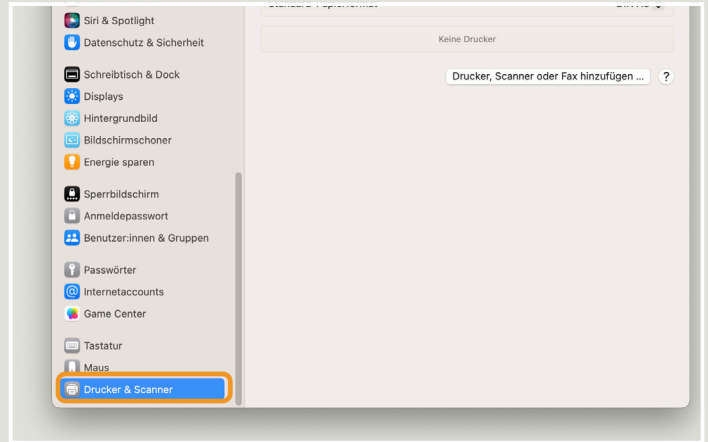 Siri & Spotlight
Datenschutz & Sicherheit
Schreibtisch & Dock
Displays
Hintergrundbild
Bildschirmschoner
Energie sparen
Sperrbildschirm
Anmeldepasswort
Benutzer:innen & Gruppen
Passwörter
Internetaccounts
Game Center
Tastatur
Maus
Drucker & Scanner
Keine Drucker
Drucker, Scanner oder Fax hinzufügen ...
?